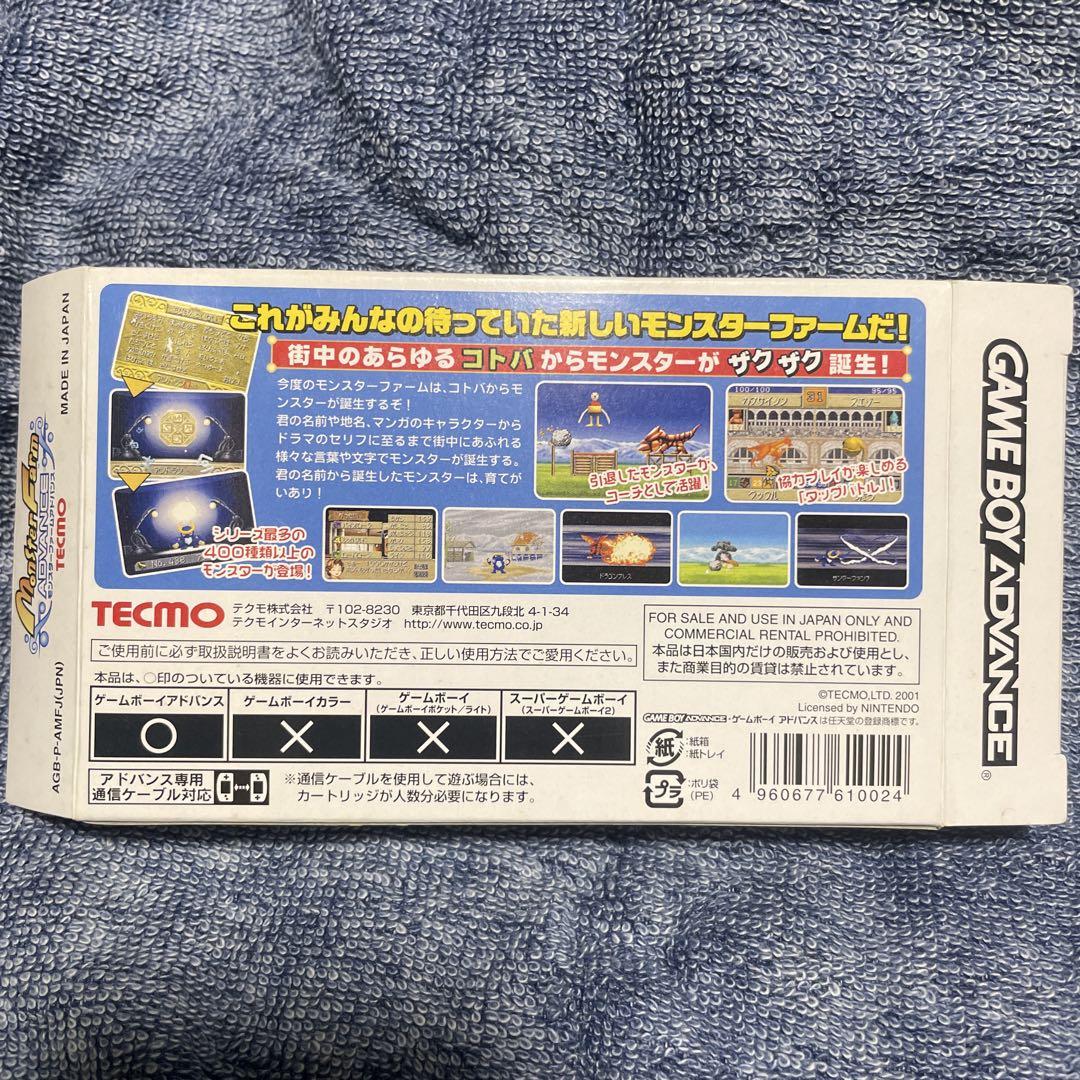 これがみんなの待っていた新しいモンスターファームだ!
街中のあらゆるコトバからモンスターがザクザク誕生!
今度のモンスターファームは、コトバからモ
ンスターが誕生するぞ!
君の名前や地名、マンガのキャラクターから
ドラマのセリフに至るまで街中にあふれる
様々な言葉や文字でモンスターが誕生する。
君の名前から誕生したモンスターは、育てが
いあり!
引退したモンスターが、
コーチとして活躍!
100/100
31
95/95
協力プレイが楽しめる
「タッグバトル」!
シリーズ最多の
400種類以上の
モンスターが登場!
ドラゴンブレス
TECMO
テクモ株式会社 〒102-8230 東京都千代田区九段北 4-1-34
テクモインターネットスタジオ http://www.tecmo.co.jp
ご使用前に必ず取扱説明書をよくお読みいただき、正しい使用方法でご愛用ください。
本品は、○印のついている機器に使用できます。
ゲームボーイアドバンス
ゲームボーイカラー
ゲームボーイ
(ゲームボーイポケット/ライト)
スーパーゲームボーイ
(スーパーゲームボーイ2)
○
×
×
×
アドバンス専用
通信ケーブル対応
※通信ケーブルを使用して遊ぶ場合には、
カートリッジが人数分必要になります。
FOR SALE AND USE IN JAPAN ONLY AND
COMMERCIAL RENTAL PROHIBITED.
本品は日本国内だけの販売および使用とし、
また商業目的の賃貸は禁止されています。
©TECMO,LTD. 2001
Licensed by NINTENDO
GAME BOY ADVANCE・ゲームボーイ アドバンスは任天堂の登録商標です。
紙
:紙箱
:紙トレイ
プラ
:ポリ袋
(PE)
4 960677 610024
GAME BOY ADVANCE
®
MADE IN JAPAN
Monster Farm
ADVANCE
モンスターファームアドバンス
TECMO
AGB-P-AMFJ(JPN)